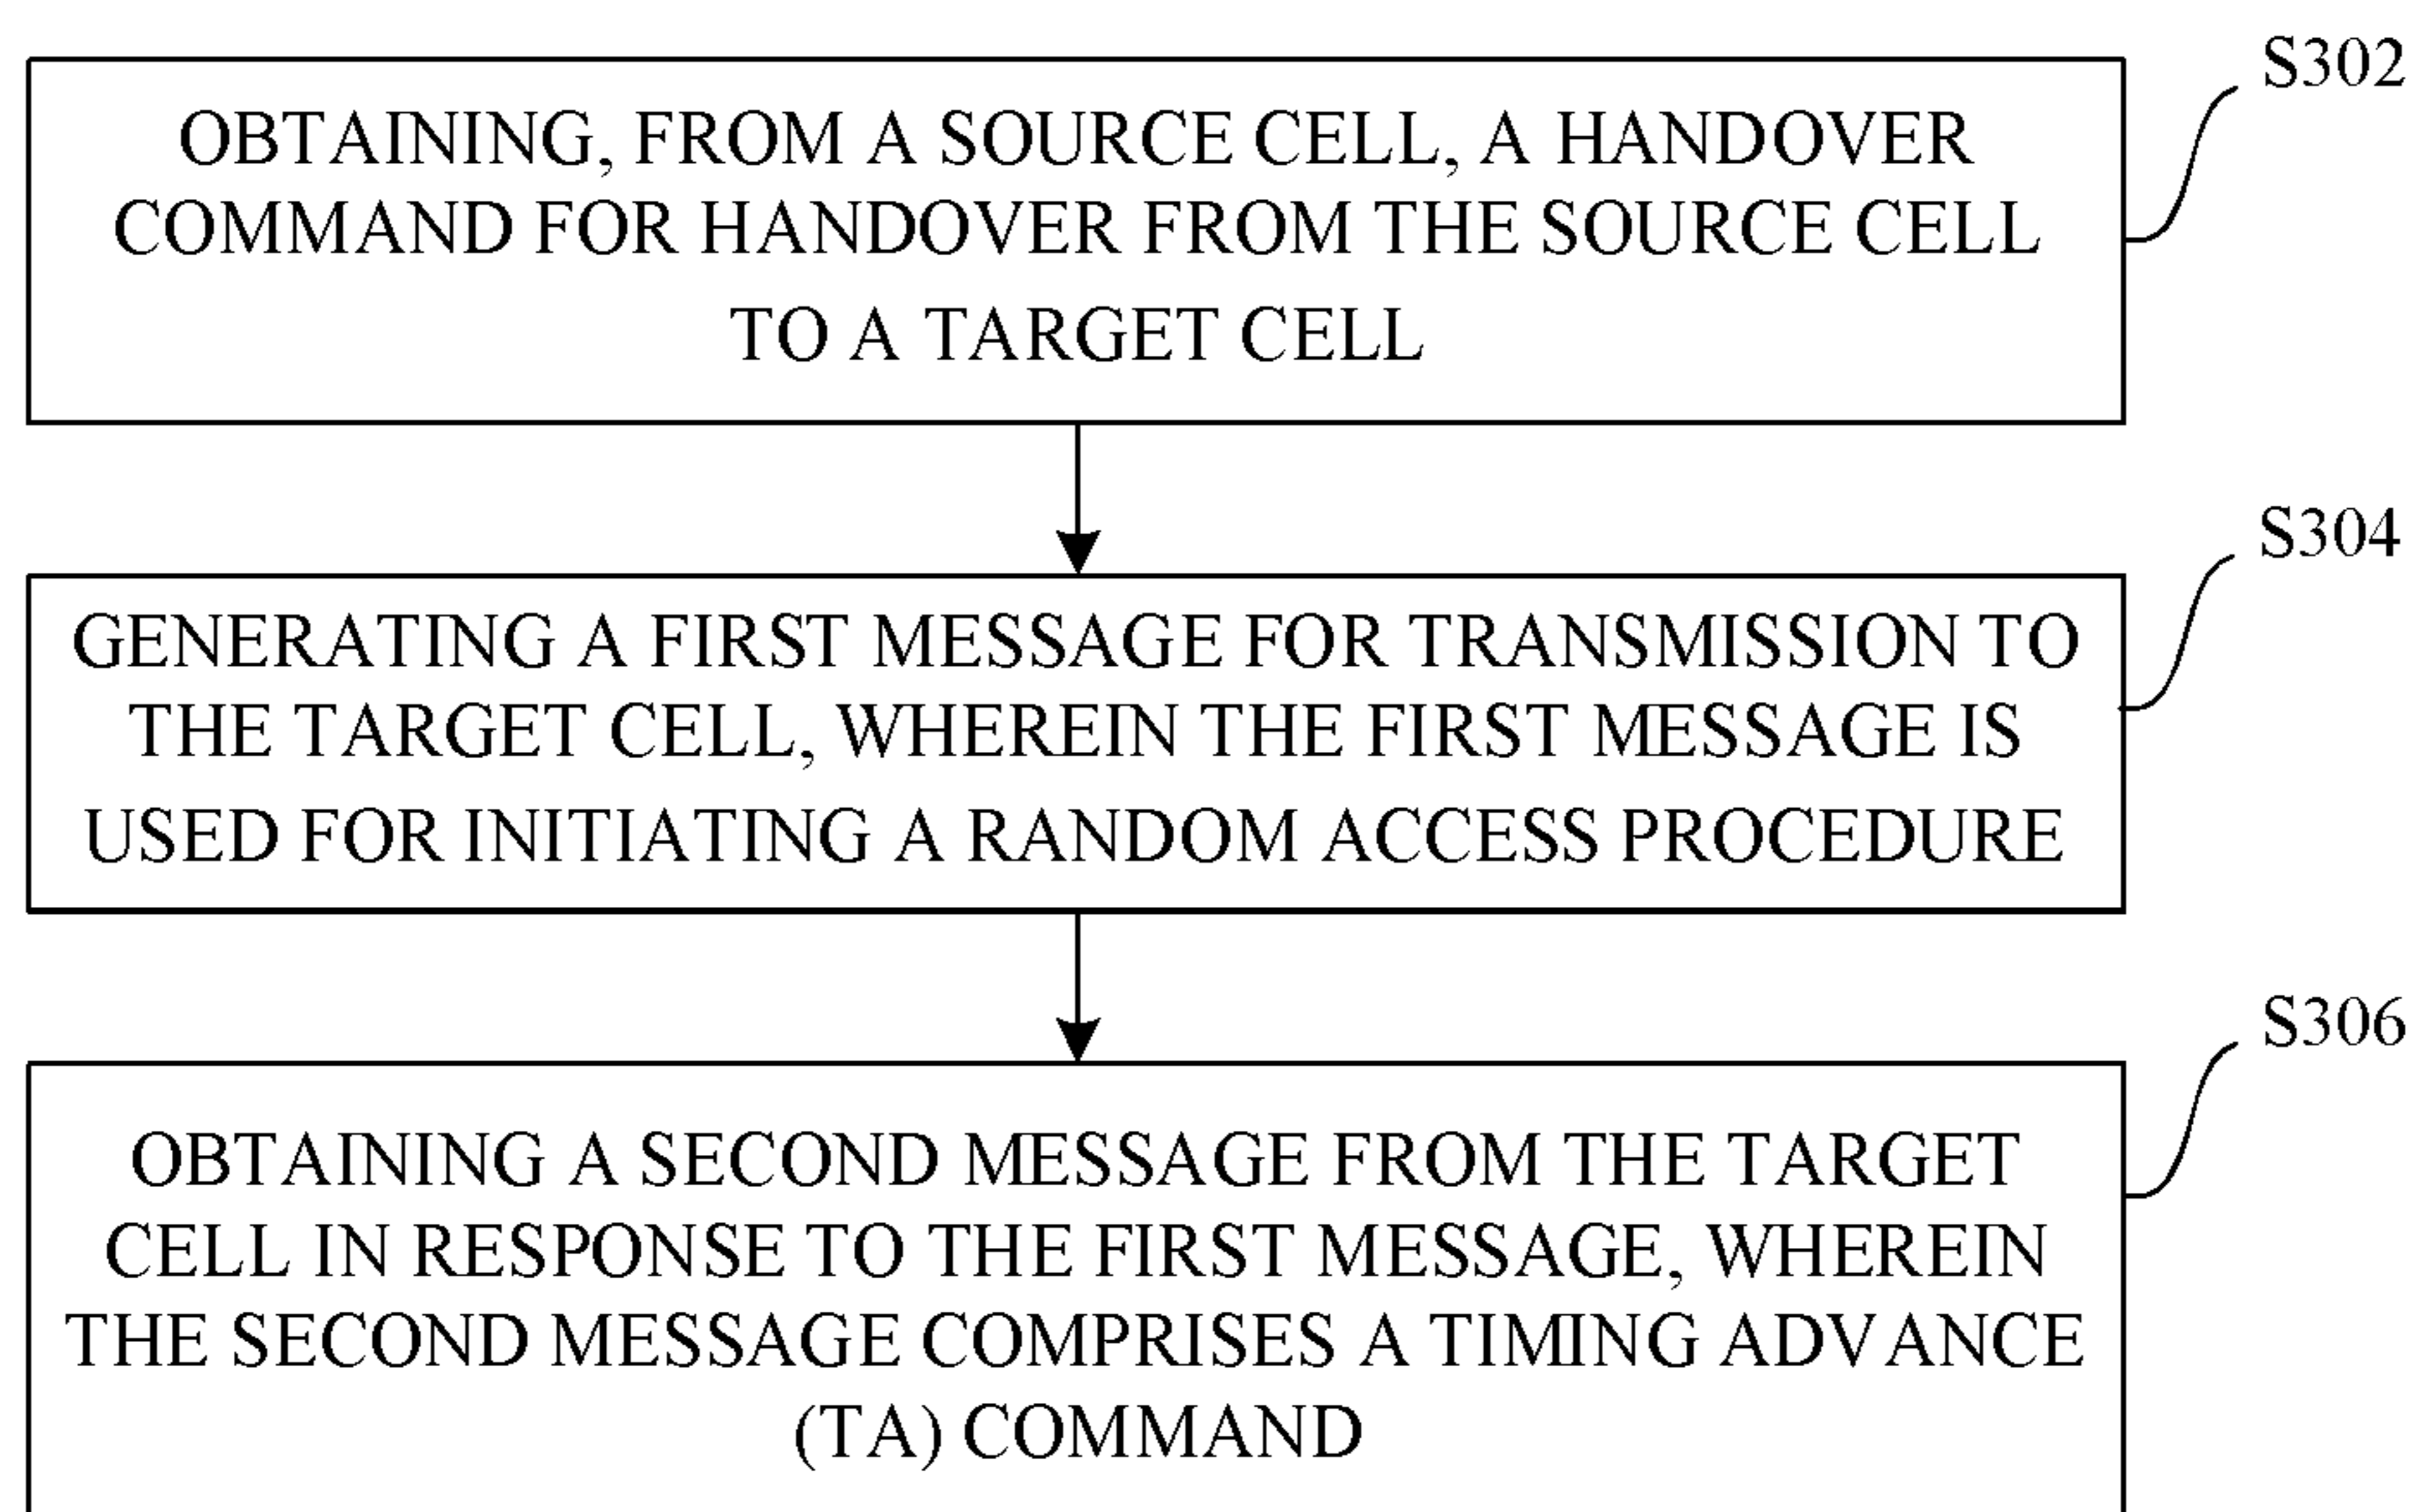 S302
OBTAINING, FROM A SOURCE CELL, A HANDOVER
COMMAND FOR HANDOVER FROM THE SOURCE CELL
TO A TARGET CELL
S304
GENERATING A FIRST MESSAGE FOR TRANSMISSION TO
THE TARGET CELL, WHEREIN THE FIRST MESSAGE IS
USED FOR INITIATING A RANDOM ACCESS PROCEDURE
S306
OBTAINING A SECOND MESSAGE FROM THE TARGET
CELL IN RESPONSE TO THE FIRST MESSAGE, WHEREIN
THE SECOND MESSAGE COMPRISES A TIMING ADVANCE
(TA) COMMAND